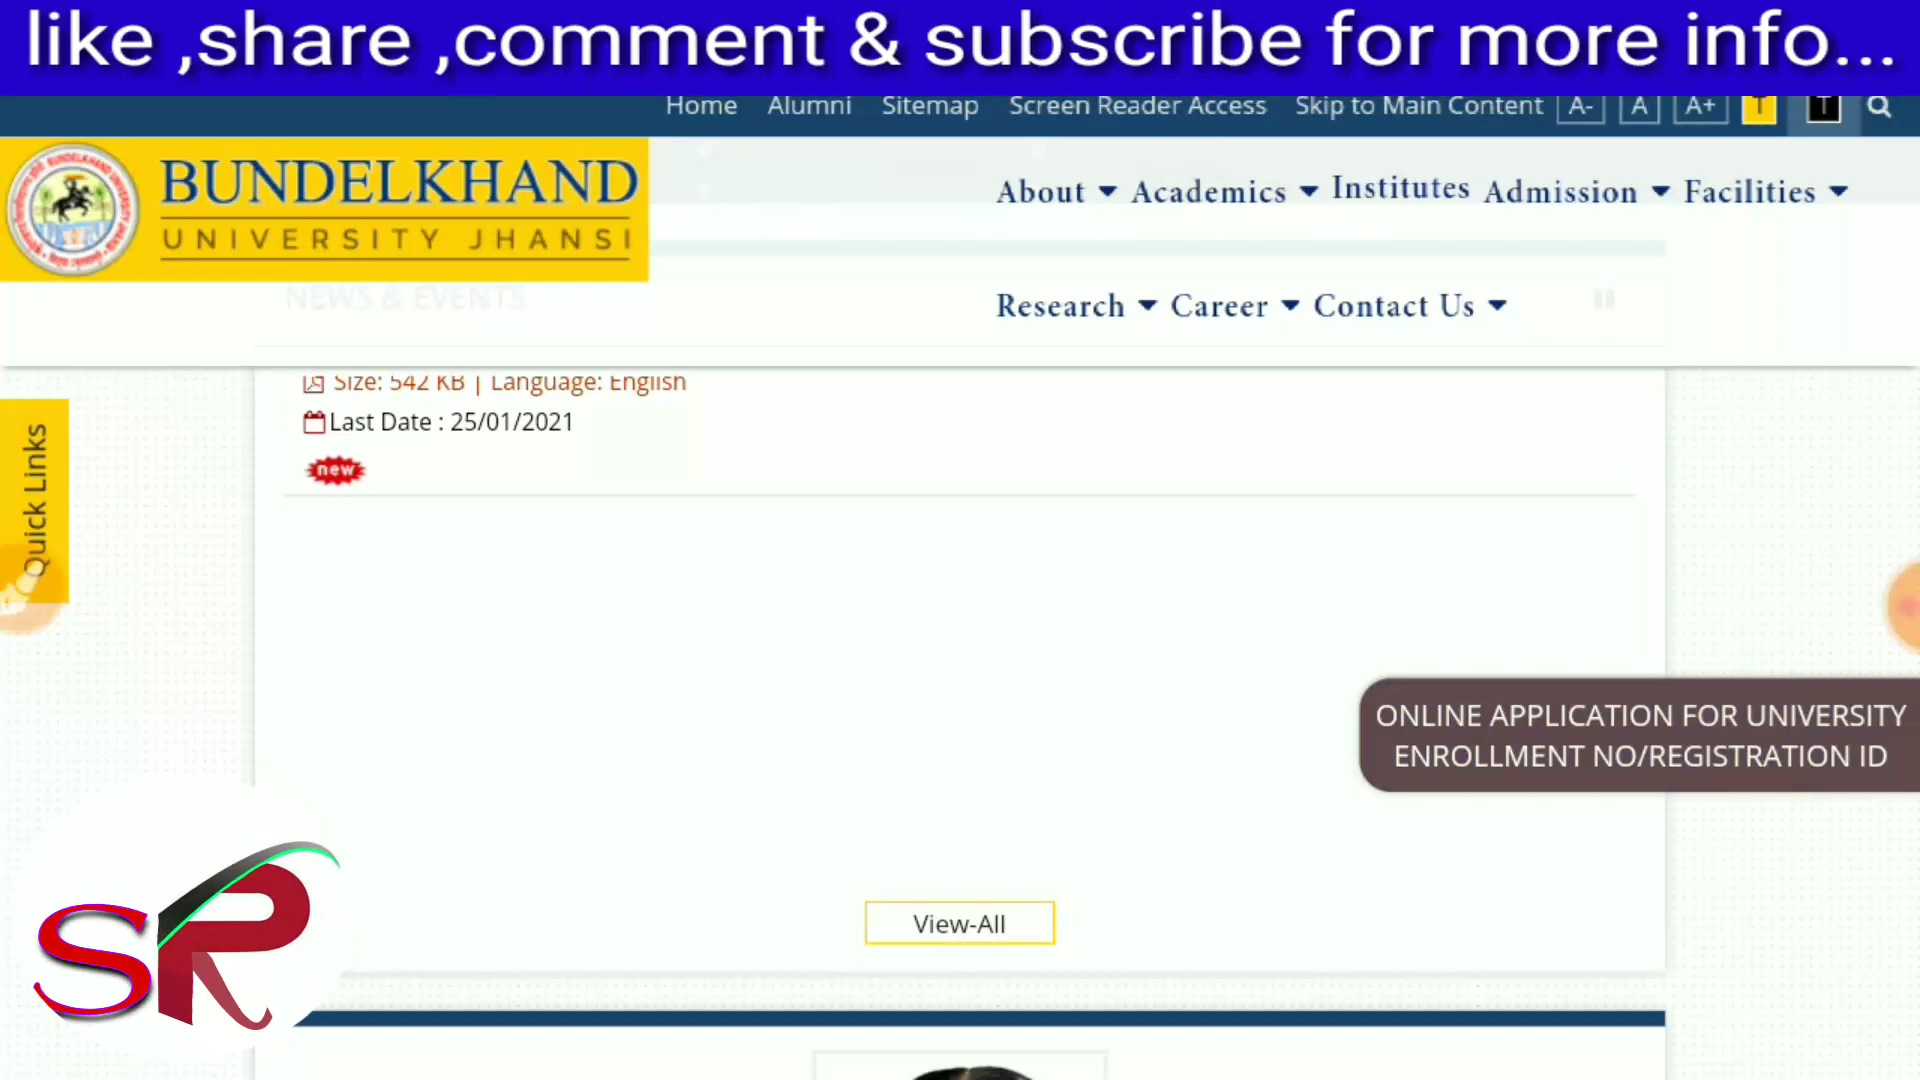 like ,share ,comment & subscribe for more info...
Home Alumni Sitemap Screen Reader Access Skip to Main Content A- A A+ T T
BUNDELKHAND
UNIVERSITY JHANSI
About Academics Institutes Admission Facilities
NEWS & EVENTS
Research Career Contact Us
Size: 542 KB | Language: English
Last Date : 25/01/2021
new
Quick Links
ONLINE APPLICATION FOR UNIVERSITY
ENROLLMENT NO/REGISTRATION ID
View-All
SR